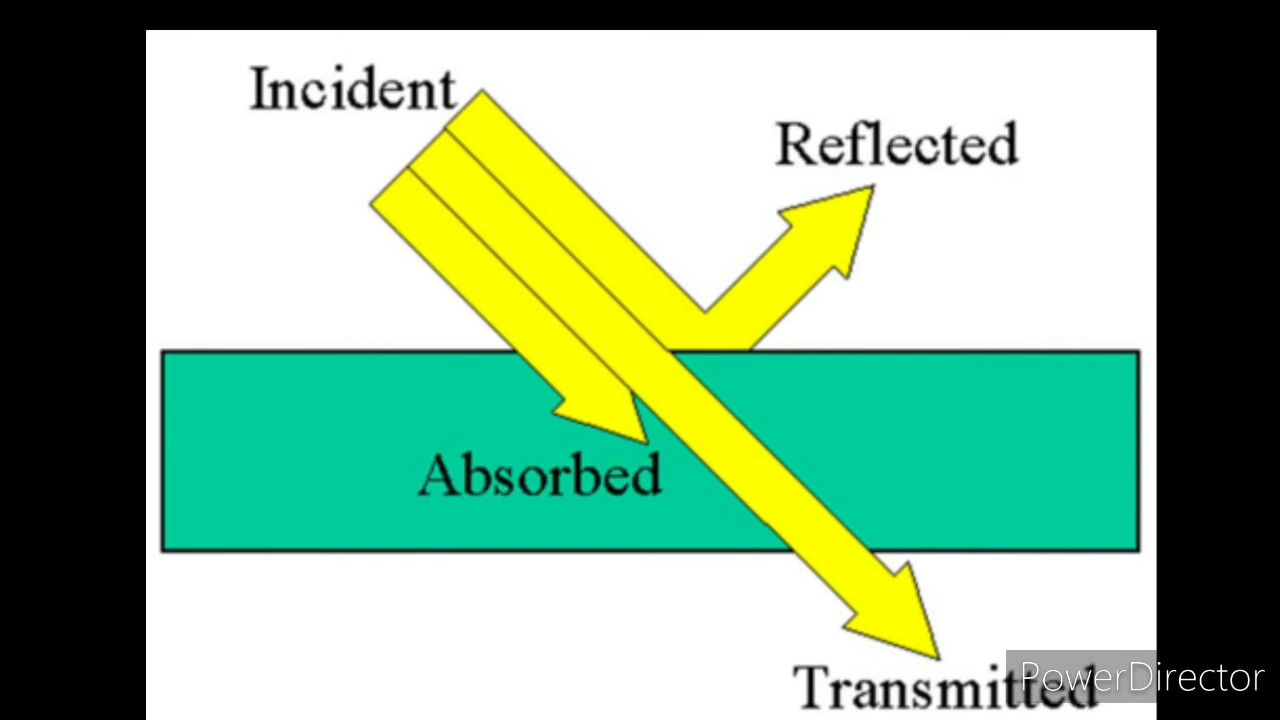 Incident
Reflected
Absorbed
Transmitted
PowerDirector